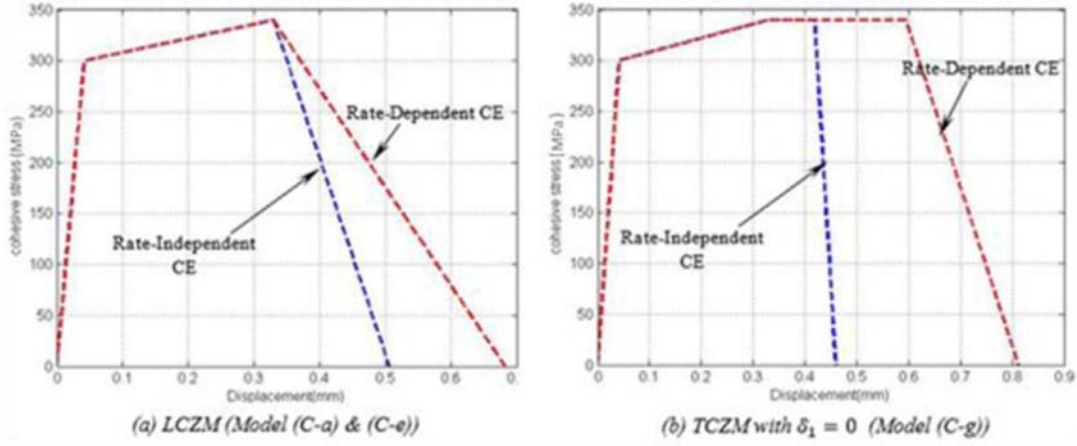 350
300
250
200
150
100
50
0
cohesive stress (MPa)
0 0.1 0.2 0.3 0.4 0.5 0.6 0.
Displacement(mm)
Rate-Dependent CE
Rate-Independent
CE
(a) LCZM (Model (C-a) & (C-e))
350
300
250
200
150
100
50
0
cohesive stress [MPa]
0 0.1 0.2 0.3 0.4 0.5 0.6 0.7 0.8 0.9
Displacement(mm)
Rate-Dependent CE
Rate-Independent
CE
(b) TCZM with δ₁ = 0 (Model (C-g))